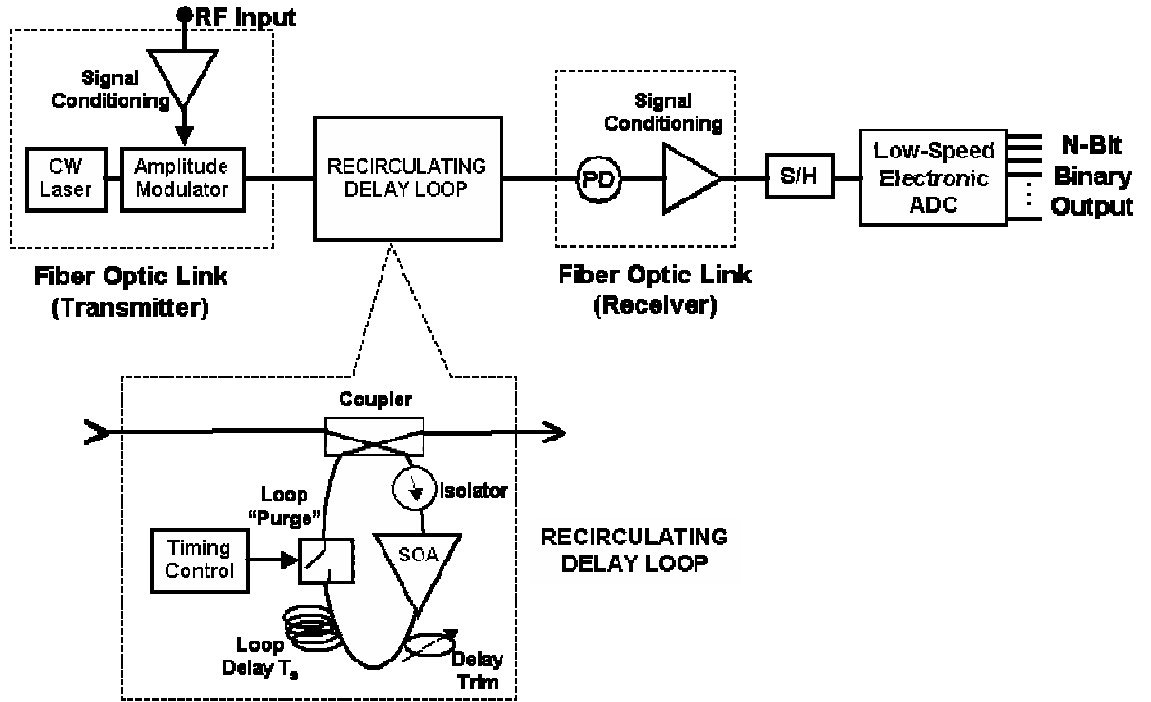 RF Input
Signal
Conditioning
CW
Laser
Amplitude
Modulator
Fiber Optic Link
(Transmitter)
RECIRCULATING
DELAY LOOP
Signal
Conditioning
PD
Fiber Optic Link
(Receiver)
S/H
Low-Speed
Electronic
ADC
N-Bit
Binary
Output
Coupler
Isolator
Loop
"Purge"
Timing
Control
SOA
Loop
Delay Ts
Delay
Trim
RECIRCULATING
DELAY LOOP